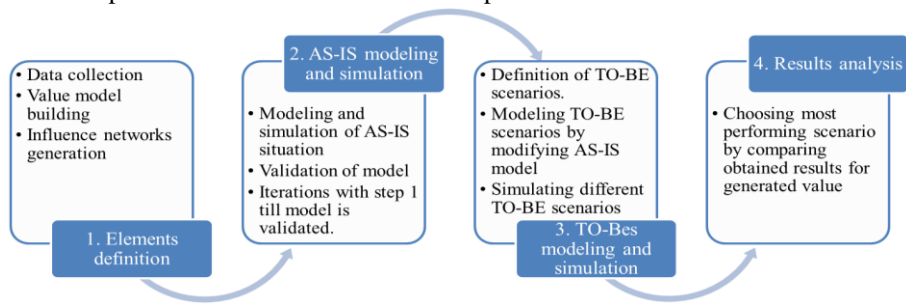 • Data collection
• Value model
building
• Influence networks
generation
1. Elements
definition
2. AS-IS modeling
and simulation
• Modeling and
simulation of AS-IS
situation
• Validation of model
• Iterations with step 1
till model is
validated.
• Definition of TO-BE
scenarios.
• Modeling TO-BE
scenarios by
modifying AS-IS
model
• Simulating different
TO-BE scenarios
3. TO-Bes
modeling and
simulation
4. Results analysis
• Choosing most
performing scenario
by comparing
obtained results for
generated value